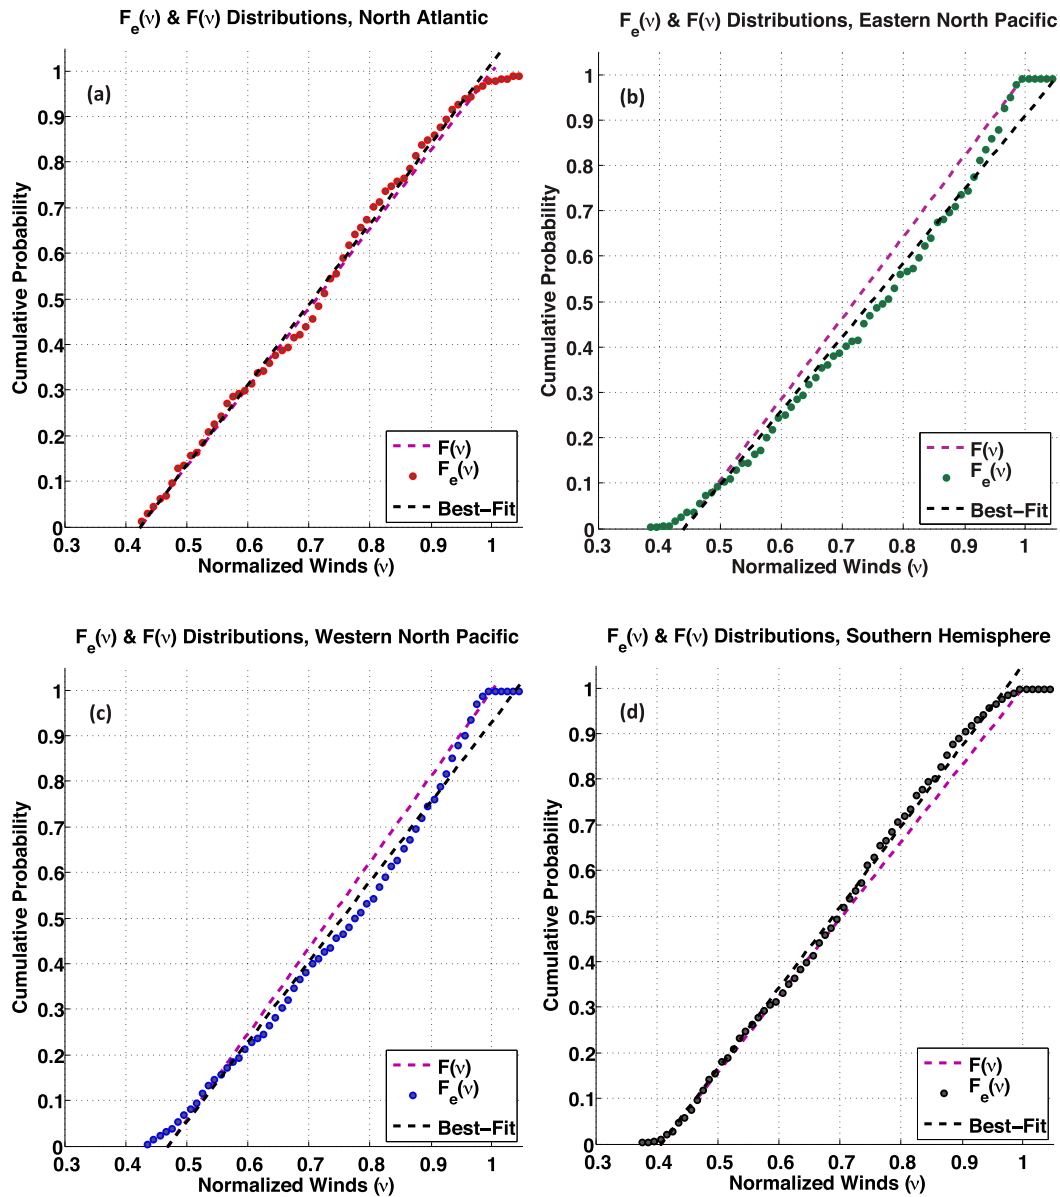 F_e(ν) & F(ν) Distributions, North Atlantic
(a)
Cumulative Probability
1
0.9
0.8
0.7
0.6
0.5
0.4
0.3
0.2
0.1
0
F(ν)
F_e(ν)
Best−Fit
0.3 0.4 0.5 0.6 0.7 0.8 0.9 1
Normalized Winds (ν)
F_e(ν) & F(ν) Distributions, Eastern North Pacific
(b)
Cumulative Probability
1
0.9
0.8
0.7
0.6
0.5
0.4
0.3
0.2
0.1
0
F(ν)
F_e(ν)
Best−Fit
0.3 0.4 0.5 0.6 0.7 0.8 0.9 1
Normalized Winds (ν)
F_e(ν) & F(ν) Distributions, Western North Pacific
(c)
Cumulative Probability
1
0.9
0.8
0.7
0.6
0.5
0.4
0.3
0.2
0.1
0
F(ν)
F_e(ν)
Best−Fit
0.3 0.4 0.5 0.6 0.7 0.8 0.9 1
Normalized Winds (ν)
F_e(ν) & F(ν) Distributions, Southern Hemisphere
(d)
Cumulative Probability
1
0.9
0.8
0.7
0.6
0.5
0.4
0.3
0.2
0.1
0
F(ν)
F_e(ν)
Best−Fit
0.3 0.4 0.5 0.6 0.7 0.8 0.9 1
Normalized Winds (ν)